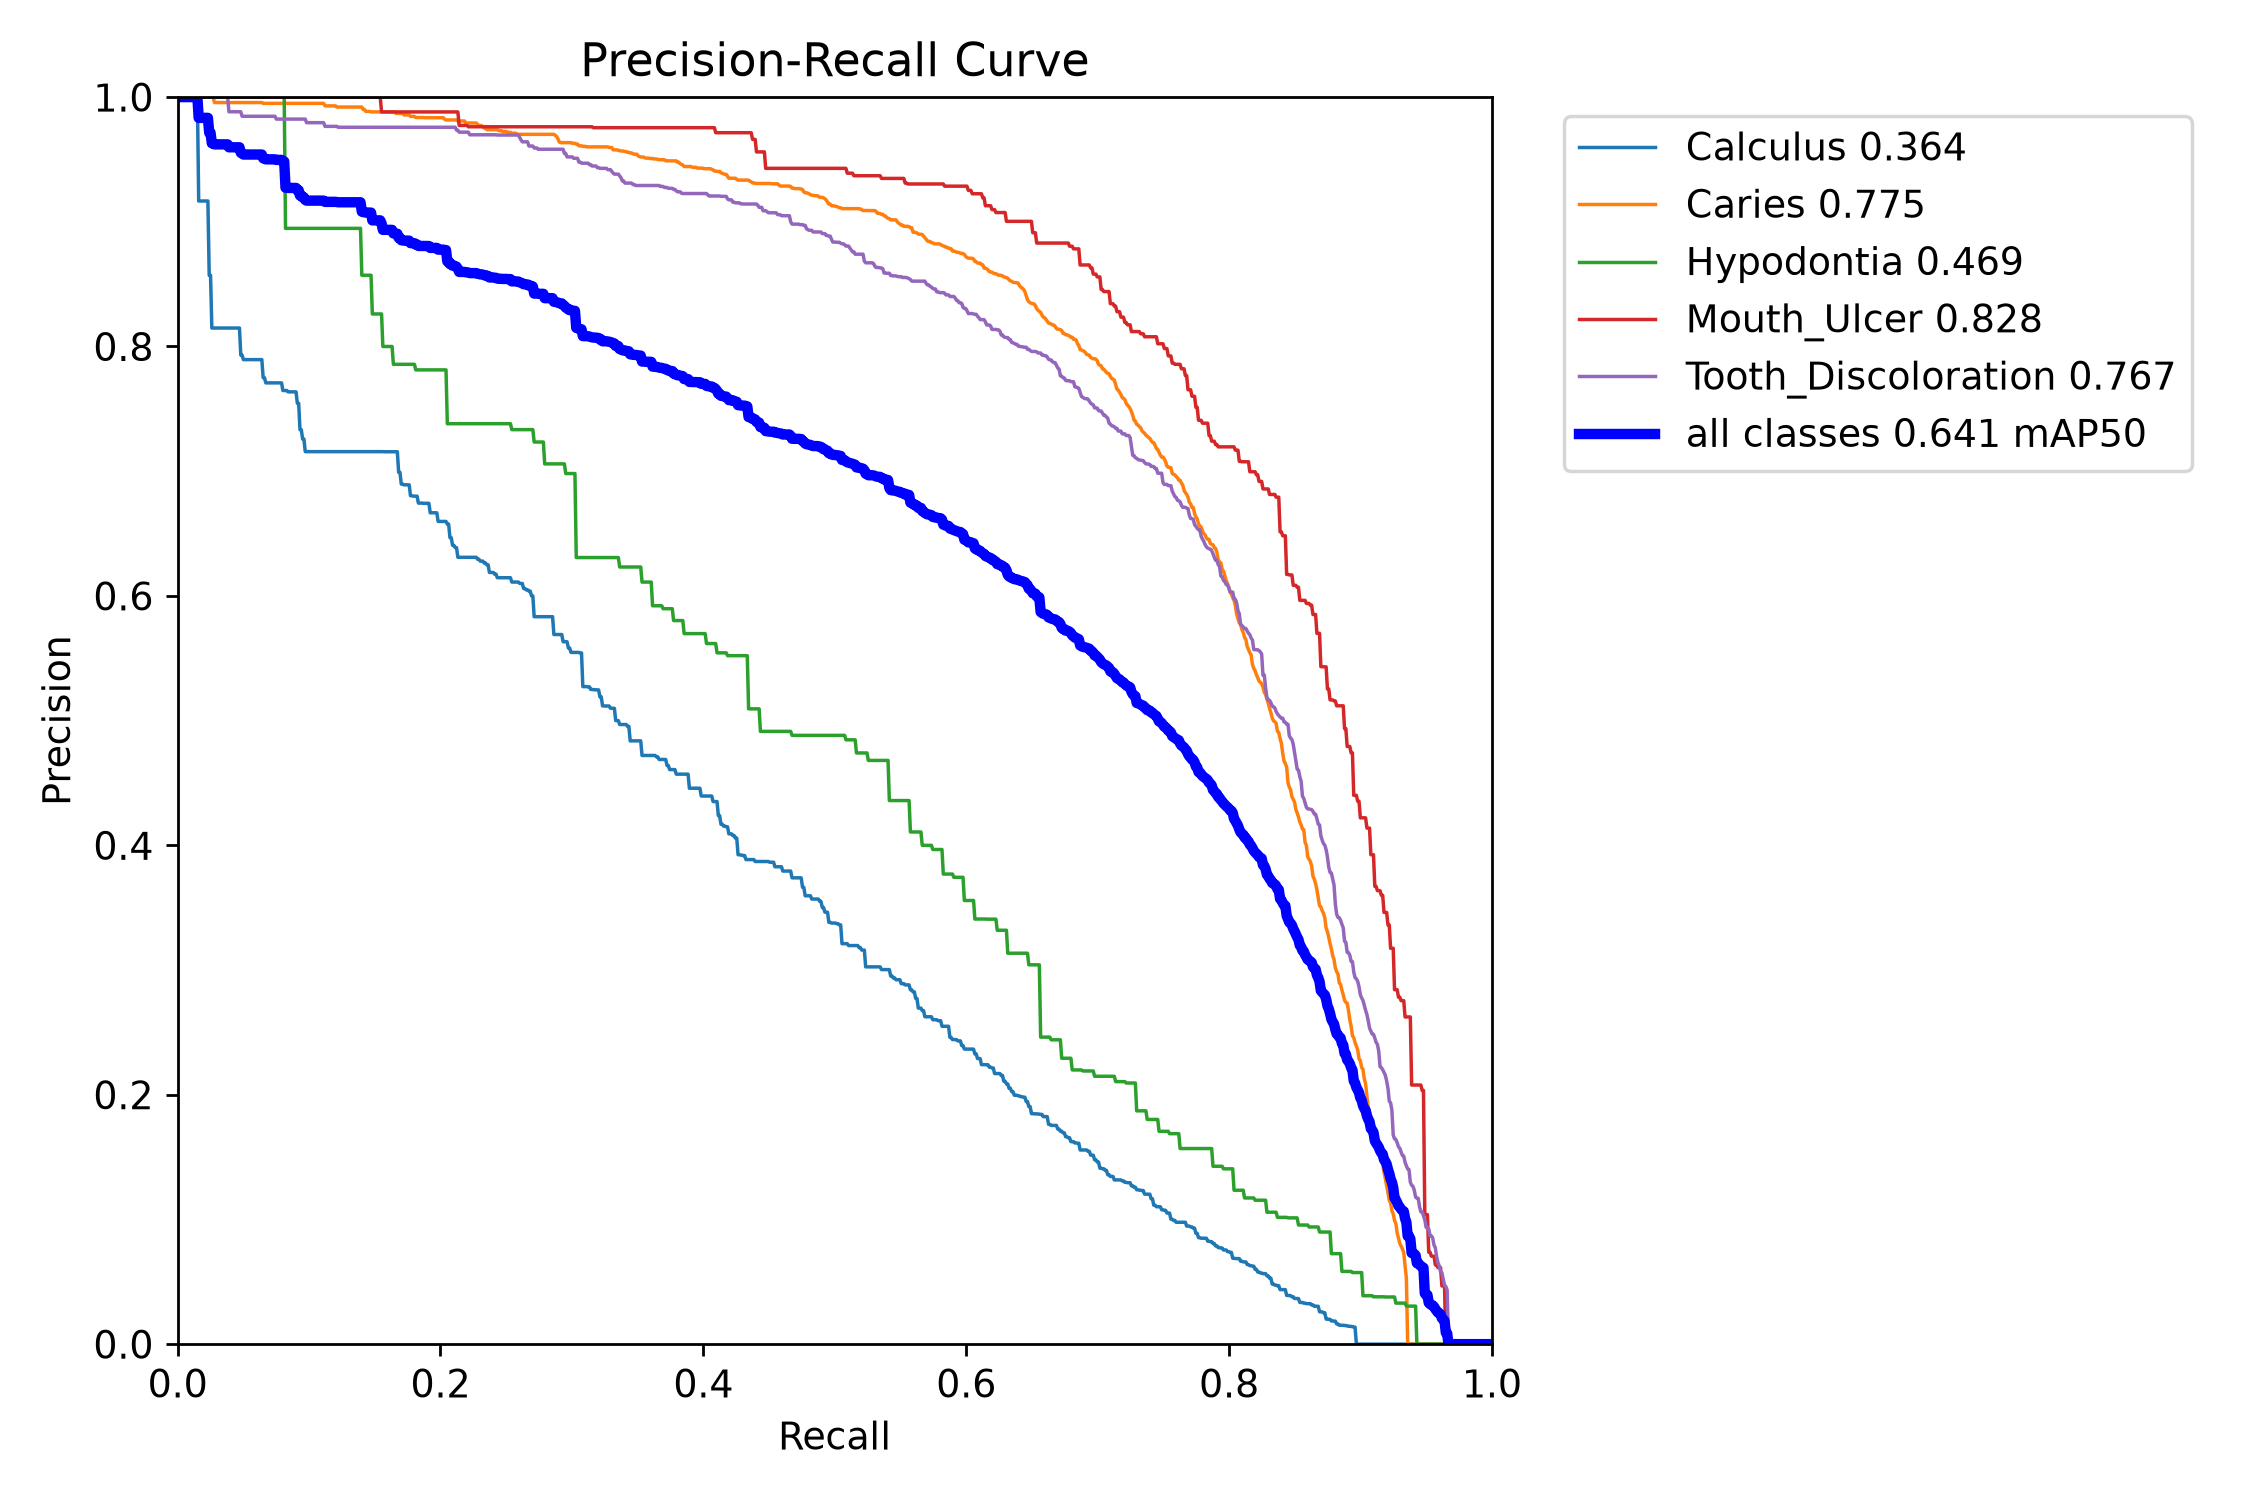 Precision-Recall Curve
1.0
0.8
0.6
0.4
0.2
0.0
Precision
0.0 0.2 0.4 0.6 0.8 1.0
Recall
Calculus 0.364
Caries 0.775
Hypodontia 0.469
Mouth_Ulcer 0.828
Tooth_Discoloration 0.767
all classes 0.641 mAP50